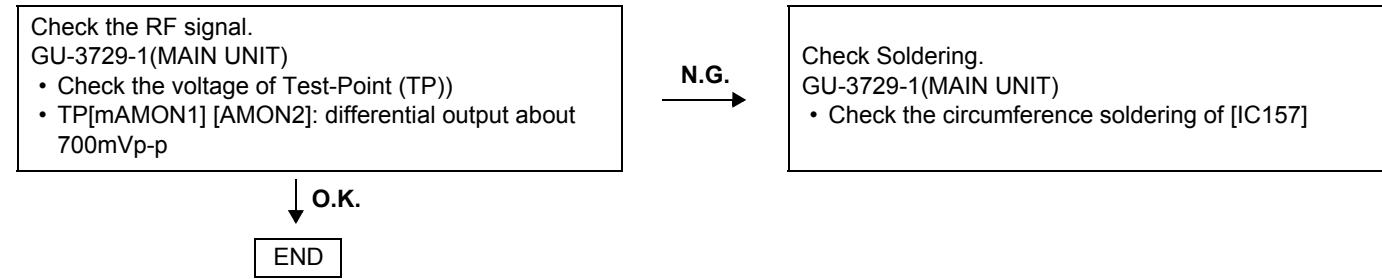 Check the RF signal.
GU-3729-1(MAIN UNIT)
• Check the voltage of Test-Point (TP))
• TP[mAMON1] [AMON2]: differential output about
700mVp-p
N.G.
Check Soldering.
GU-3729-1(MAIN UNIT)
• Check the circumference soldering of [IC157]
O.K.
END